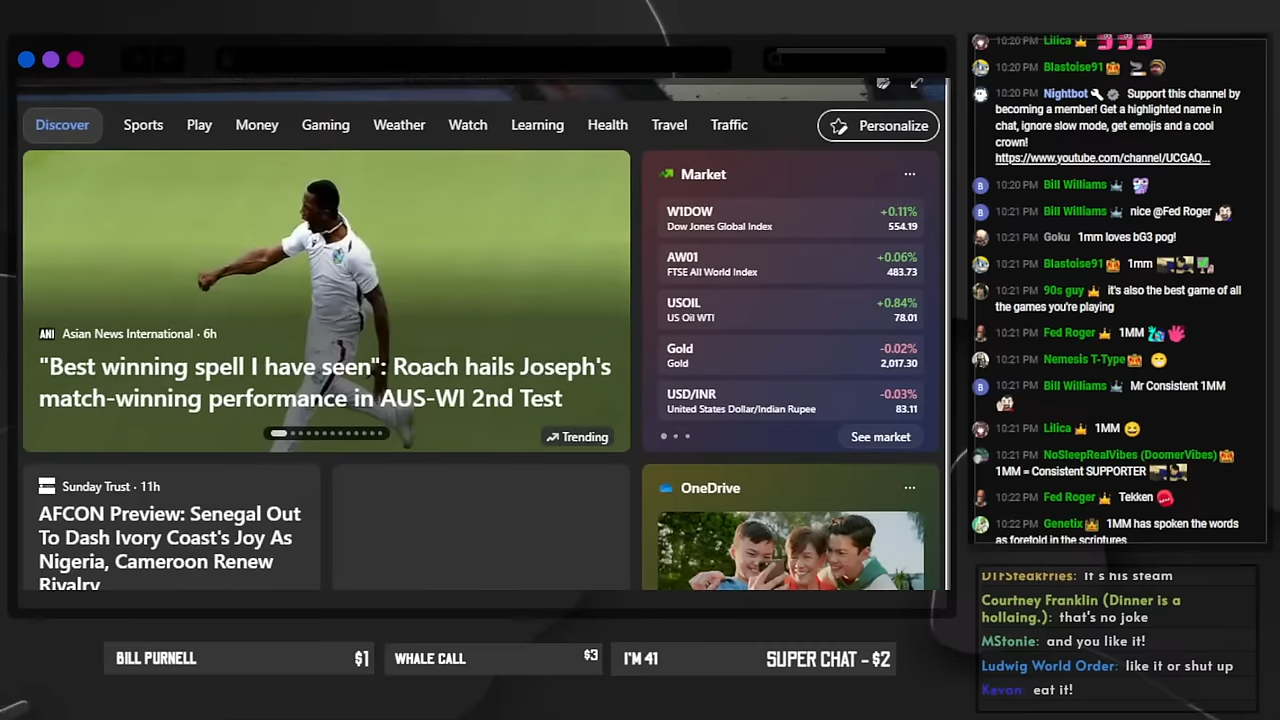 Discover Sports Play Money Gaming Weather Watch Learning Health Travel Traffic Personalize
ANI Asian News International · 6h
"Best winning spell I have seen": Roach hails Joseph's
match-winning performance in AUS-WI 2nd Test
Trending
Market
W1DOW +0.11%
Dow Jones Global Index 554.19
AW01 +0.06%
FTSE All World Index 483.73
USOIL +0.84%
US Oil WTI 78.01
Gold -0.02%
Gold 2,017.30
USD/INR -0.03%
United States Dollar/Indian Rupee 83.11
See market
Sunday Trust · 11h
AFCON Preview: Senegal Out
To Dash Ivory Coast's Joy As
Nigeria, Cameroon Renew
Rivalry
OneDrive
BILL PURNELL $1
WHALE CALL $3
I'M 41 SUPER CHAT - $2
10:20 PM Lilica
10:20 PM Blastoise91
10:20 PM Nightbot Support this channel by
becoming a member! Get a highlighted name in
chat, ignore slow mode, get emojis and a cool
crown!
https://www.youtube.com/channel/UCGAQ...
B 10:20 PM Bill Williams
B 10:21 PM Bill Williams nice @Fed Roger
10:21 PM Goku 1mm loves bG3 pog!
10:21 PM Blastoise91 1mm
10:21 PM 90s guy it's also the best game of all
the games you're playing
10:21 PM Fed Roger 1MM
10:21 PM Nemesis T-Type
B 10:21 PM Bill Williams Mr Consistent 1MM
10:21 PM Lilica 1MM
10:21 PM NoSleepRealVibes (DoomerVibes)
1MM = Consistent SUPPORTER
10:22 PM Fed Roger Tekken
10:22 PM Genetix 1MM has spoken the words
as foretold in the scriptures
DTFSteakFries: It's his steam
Courtney Franklin (Dinner is a
hollaing.): that's no joke
MStonie: and you like it!
Ludwig World Order: like it or shut up
Kevan eat it!